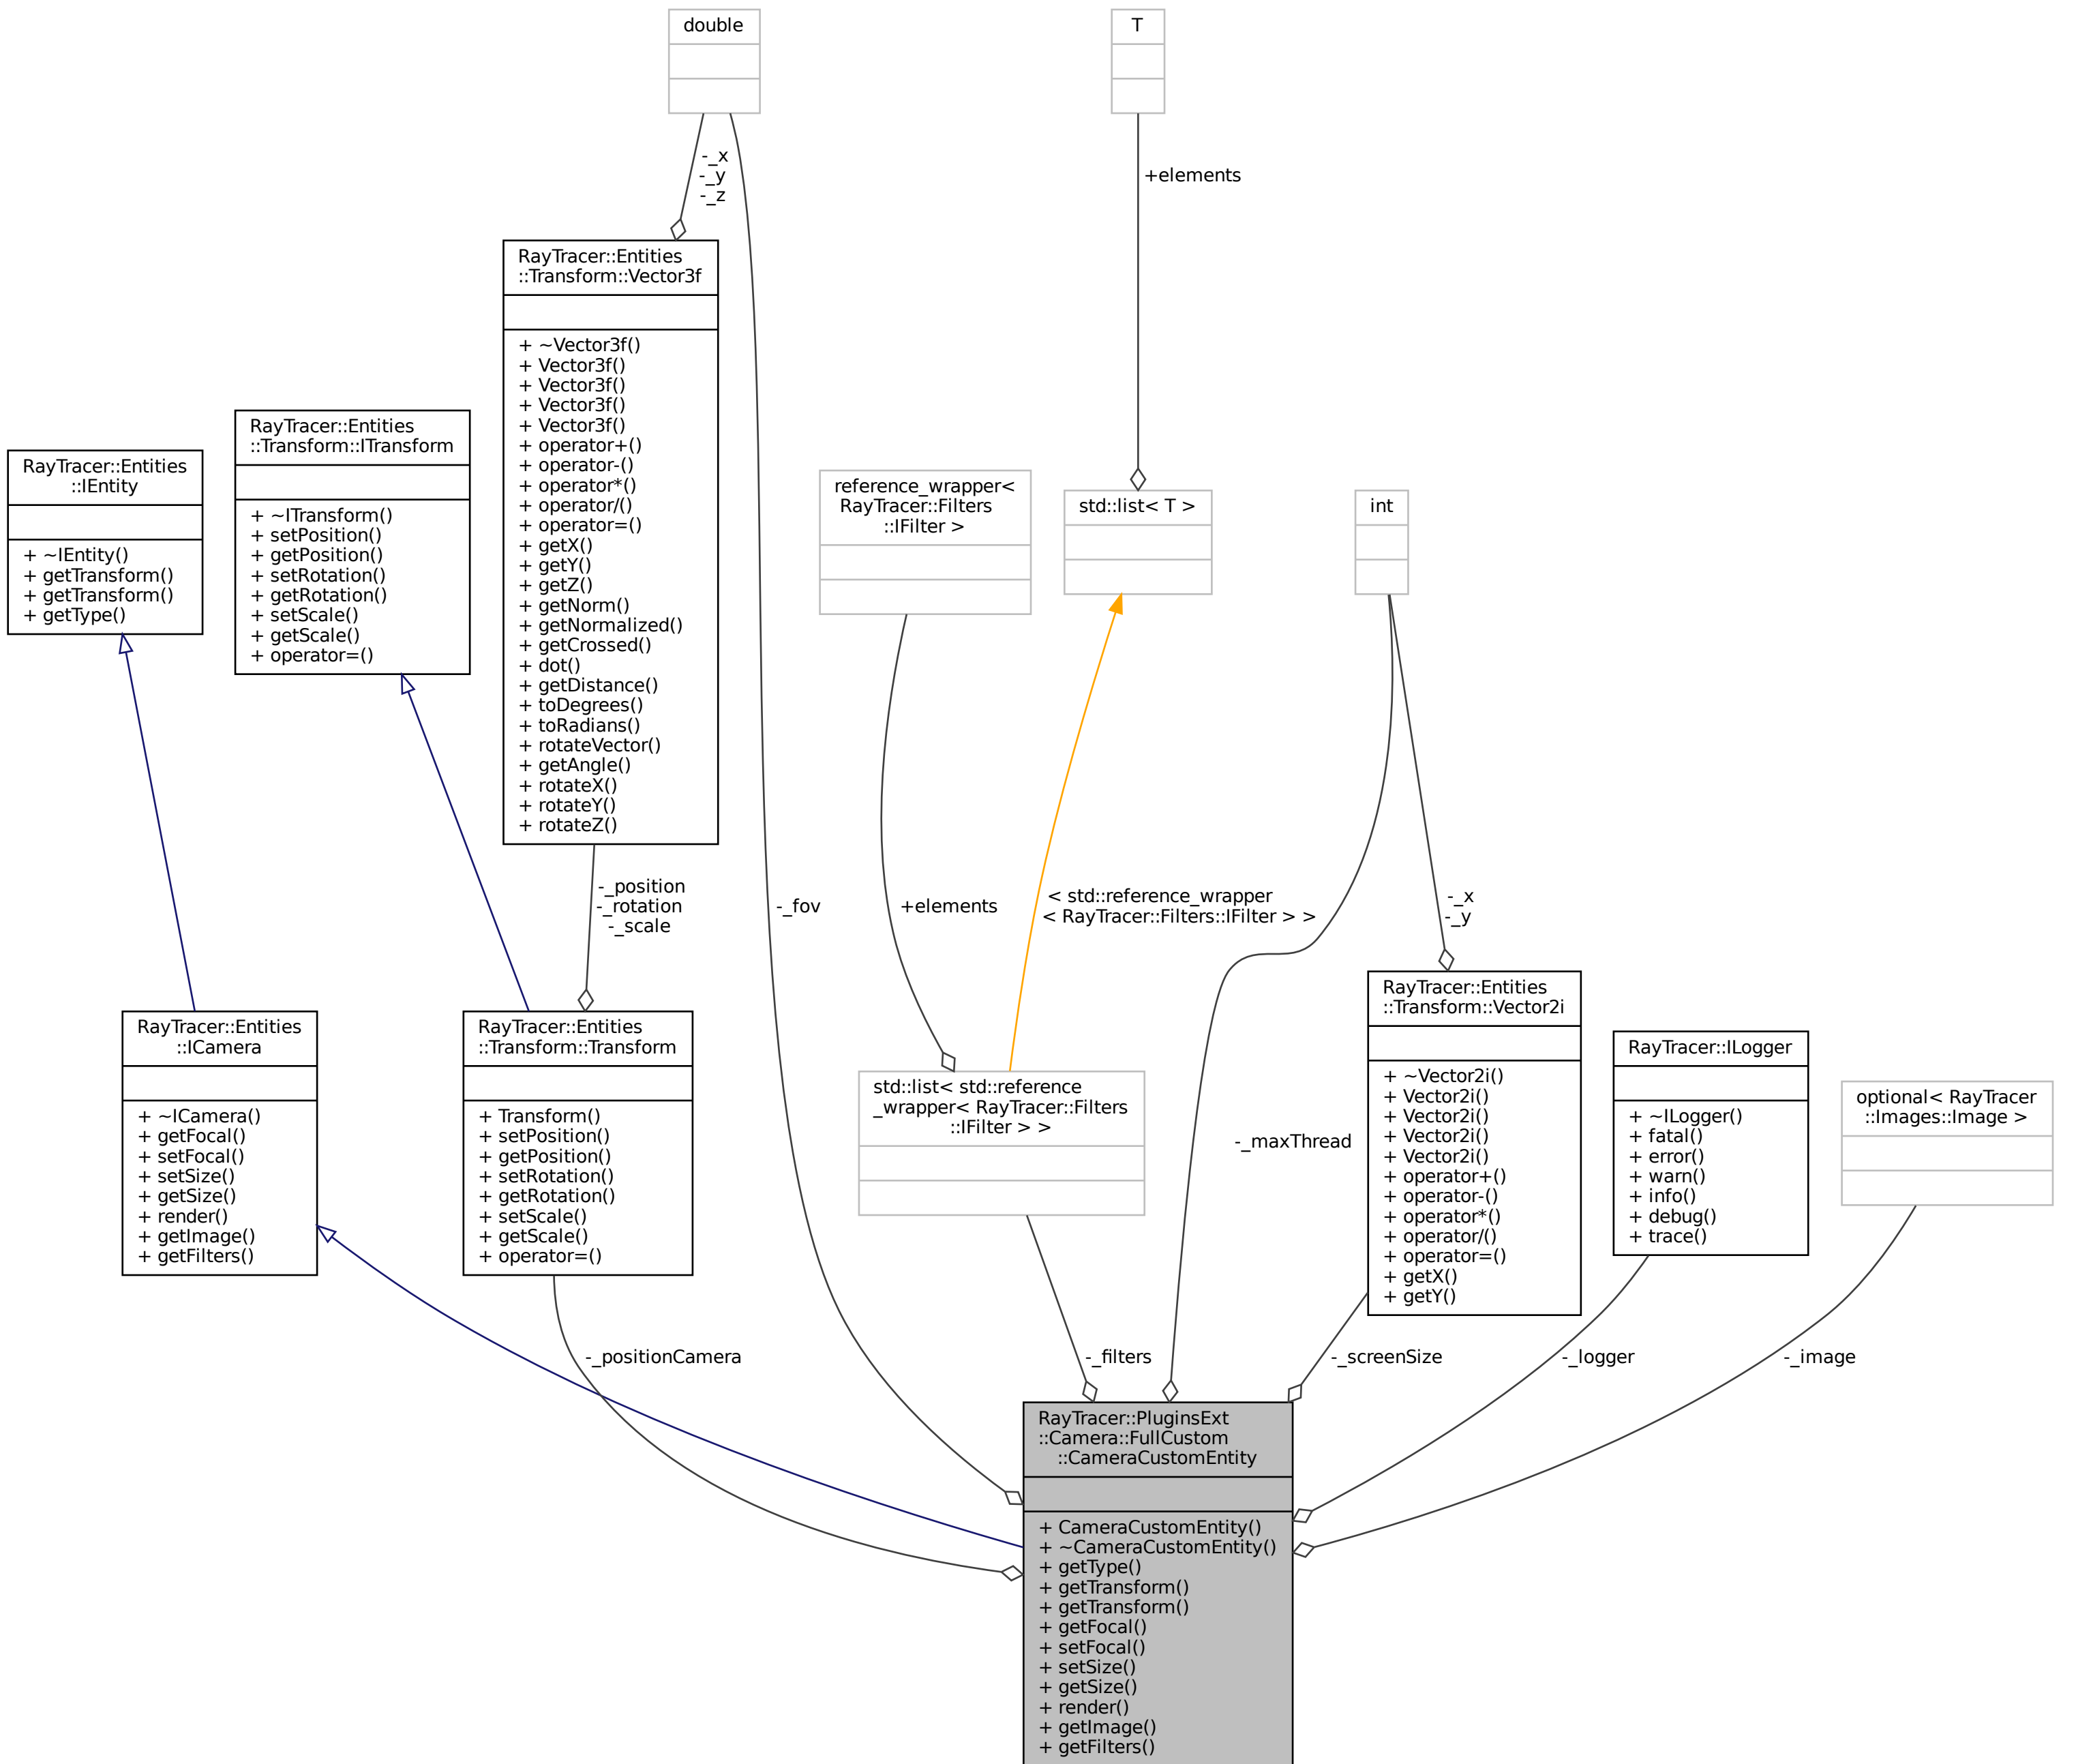 double
T
-_x
-_y
-_z
+elements
RayTracer::Entities
::Transform::Vector3f
+ ~Vector3f()
+ Vector3f()
+ Vector3f()
+ Vector3f()
+ Vector3f()
+ operator+()
+ operator-()
+ operator*()
+ operator/()
+ operator=()
+ getX()
+ getY()
+ getZ()
+ getNorm()
+ getNormalized()
+ getCrossed()
+ dot()
+ getDistance()
+ toDegrees()
+ toRadians()
+ rotateVector()
+ getAngle()
+ rotateX()
+ rotateY()
+ rotateZ()
RayTracer::Entities
::Transform::ITransform
+ ~ITransform()
+ setPosition()
+ getPosition()
+ setRotation()
+ getRotation()
+ setScale()
+ getScale()
+ operator=()
RayTracer::Entities
::IEntity
+ ~IEntity()
+ getTransform()
+ getTransform()
+ getType()
reference_wrapper<
RayTracer::Filters
::IFilter >
std::list< T >
int
-_position
-_rotation
-_scale
-_fov
+elements
< std::reference_wrapper
< RayTracer::Filters::IFilter > >
-_x
-_y
RayTracer::Entities
::ICamera
+ ~ICamera()
+ getFocal()
+ setFocal()
+ setSize()
+ getSize()
+ render()
+ getImage()
+ getFilters()
RayTracer::Entities
::Transform::Transform
+ Transform()
+ setPosition()
+ getPosition()
+ setRotation()
+ getRotation()
+ setScale()
+ getScale()
+ operator=()
std::list< std::reference
_wrapper< RayTracer::Filters
::IFilter > >
-_maxThread
RayTracer::Entities
::Transform::Vector2i
+ ~Vector2i()
+ Vector2i()
+ Vector2i()
+ Vector2i()
+ Vector2i()
+ operator+()
+ operator-()
+ operator*()
+ operator/()
+ operator=()
+ getX()
+ getY()
RayTracer::ILogger
+ ~ILogger()
+ fatal()
+ error()
+ warn()
+ info()
+ debug()
+ trace()
optional< RayTracer
::Images::Image >
-_positionCamera
-_filters
-_screenSize
-_logger
-_image
RayTracer::PluginsExt
::Camera::FullCustom
::CameraCustomEntity
+ CameraCustomEntity()
+ ~CameraCustomEntity()
+ getType()
+ getTransform()
+ getTransform()
+ getFocal()
+ setFocal()
+ setSize()
+ getSize()
+ render()
+ getImage()
+ getFilters()